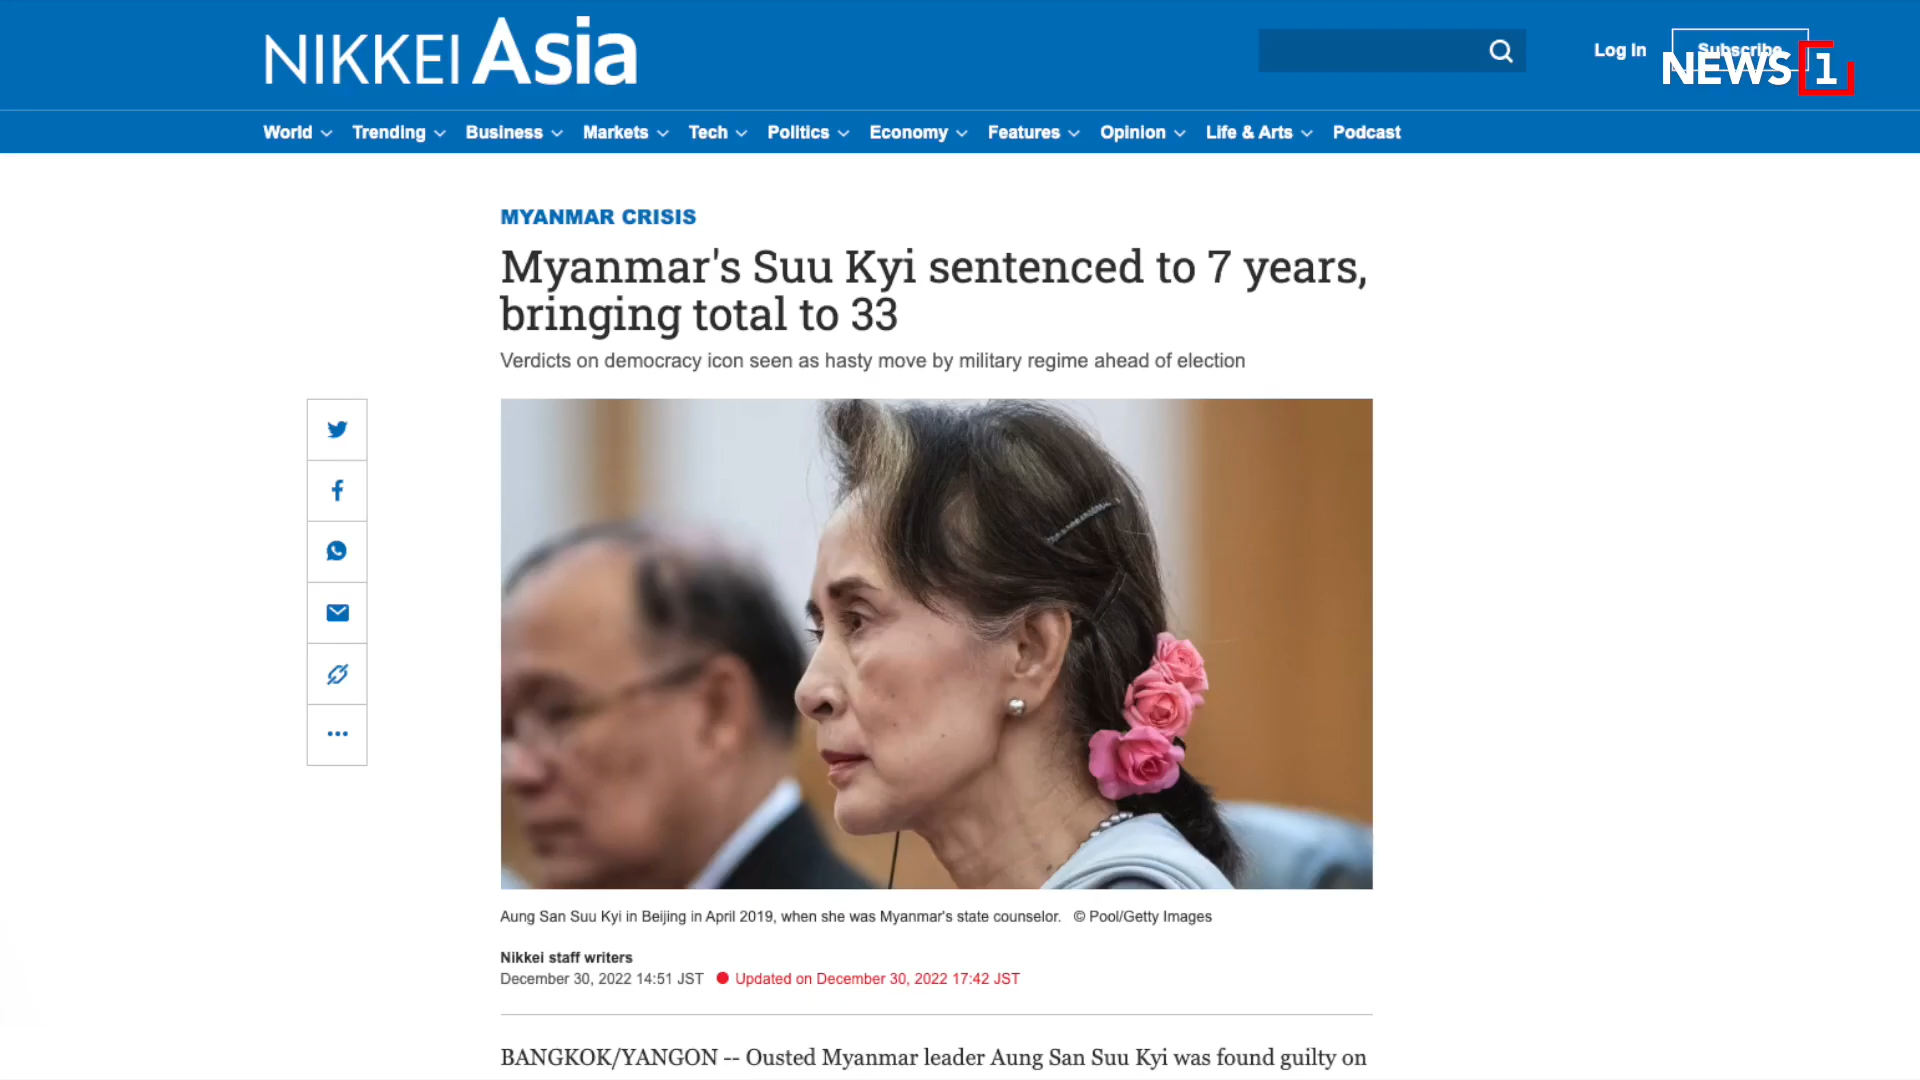 NIKKEI Asia
Log In
Subscribe
NEWS 1
World Trending Business Markets Tech Politics Economy Features Opinion Life & Arts Podcast
MYANMAR CRISIS
Myanmar's Suu Kyi sentenced to 7 years,
bringing total to 33
Verdicts on democracy icon seen as hasty move by military regime ahead of election
Aung San Suu Kyi in Beijing in April 2019, when she was Myanmar's state counselor. © Pool/Getty Images
Nikkei staff writers
December 30, 2022 14:51 JST Updated on December 30, 2022 17:42 JST
BANGKOK/YANGON -- Ousted Myanmar leader Aung San Suu Kyi was found guilty on